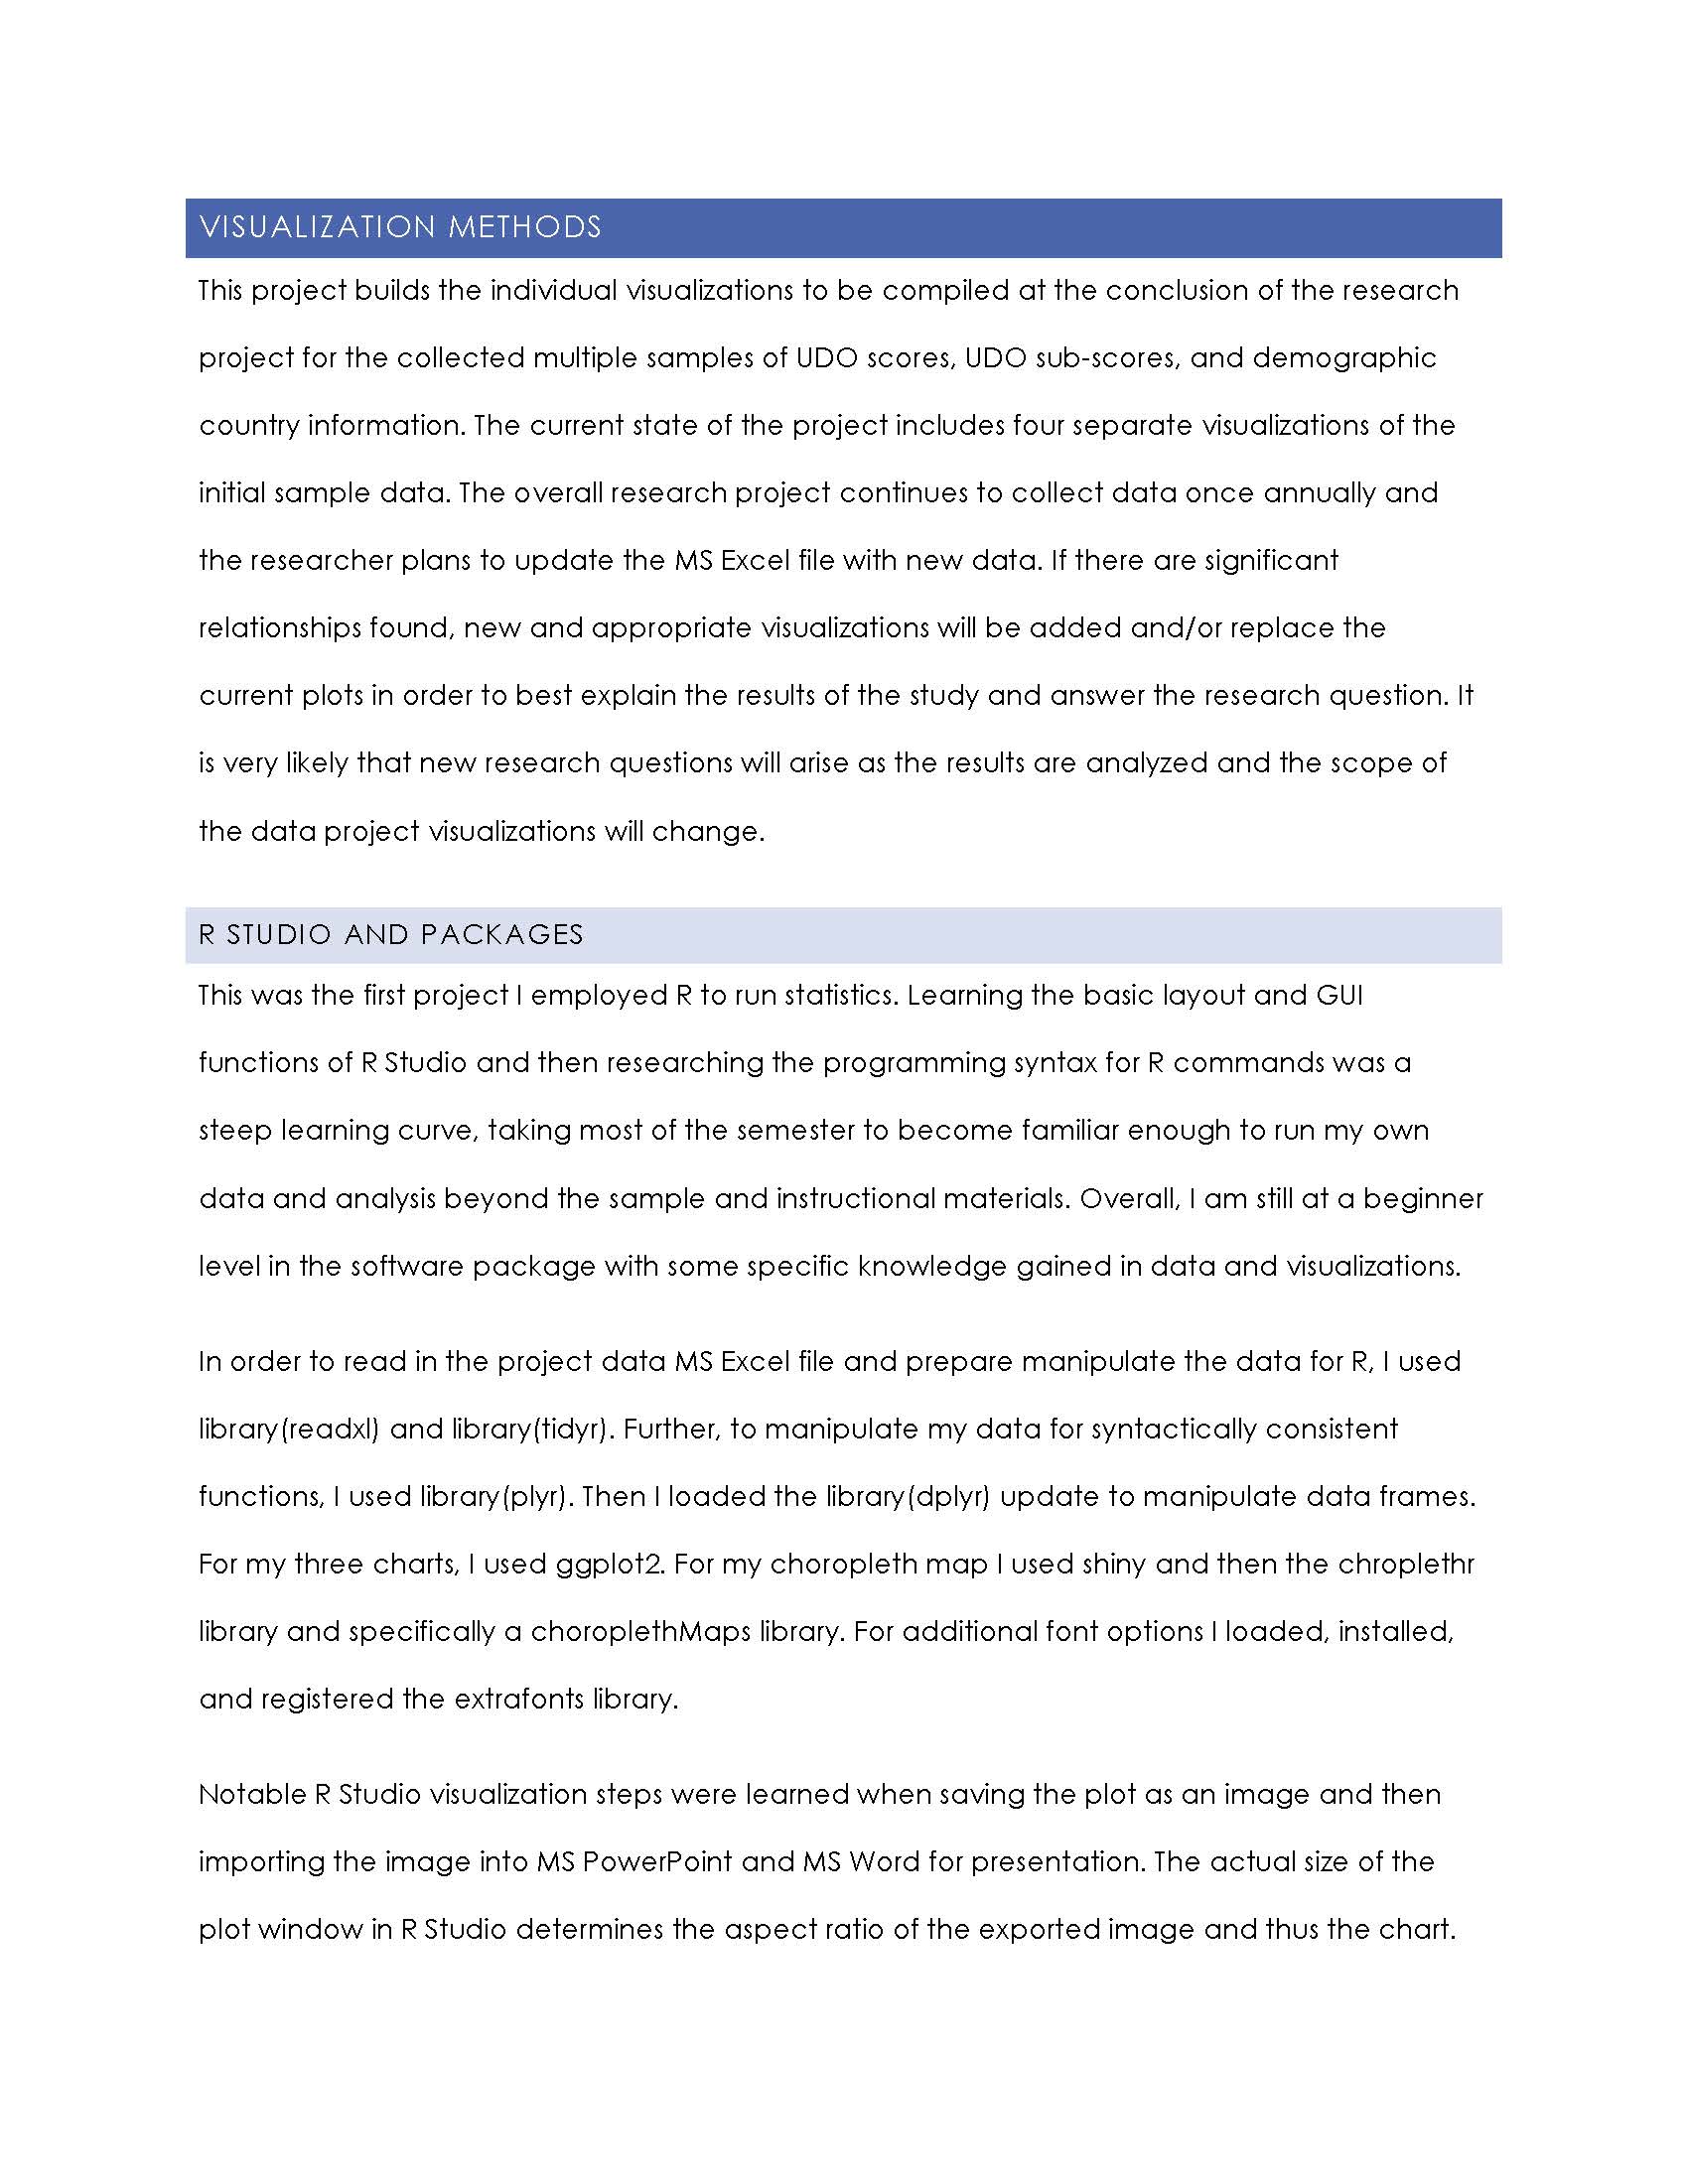 VISUALIZATION METHODS
This project builds the individual visualizations to be compiled at the conclusion of the research
project for the collected multiple samples of UDO scores, UDO sub-scores, and demographic
country information. The current state of the project includes four separate visualizations of the
initial sample data. The overall research project continues to collect data once annually and
the researcher plans to update the MS Excel file with new data. If there are significant
relationships found, new and appropriate visualizations will be added and/or replace the
current plots in order to best explain the results of the study and answer the research question. It
is very likely that new research questions will arise as the results are analyzed and the scope of
the data project visualizations will change.
R STUDIO AND PACKAGES
This was the first project I employed R to run statistics. Learning the basic layout and GUI
functions of R Studio and then researching the programming syntax for R commands was a
steep learning curve, taking most of the semester to become familiar enough to run my own
data and analysis beyond the sample and instructional materials. Overall, I am still at a beginner
level in the software package with some specific knowledge gained in data and visualizations.
In order to read in the project data MS Excel file and prepare manipulate the data for R, I used
library(readxl) and library(tidyr). Further, to manipulate my data for syntactically consistent
functions, I used library(plyr). Then I loaded the library(dplyr) update to manipulate data frames.
For my three charts, I used ggplot2. For my choropleth map I used shiny and then the chroplethr
library and specifically a choroplethMaps library. For additional font options I loaded, installed,
and registered the extrafonts library.
Notable R Studio visualization steps were learned when saving the plot as an image and then
importing the image into MS PowerPoint and MS Word for presentation. The actual size of the
plot window in R Studio determines the aspect ratio of the exported image and thus the chart.